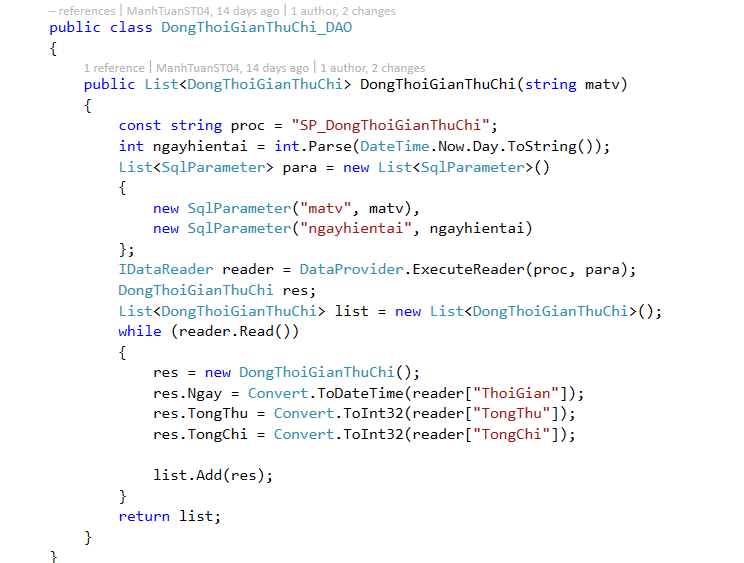 – references | ManhTuanST04, 14 days ago | 1 author, 2 changes
public class DongThoiGianThuChi_DAO
{
1 reference | ManhTuanST04, 14 days ago | 1 author, 2 changes
public List<DongThoiGianThuChi> DongThoiGianThuChi(string matv)
{
const string proc = "SP_DongThoiGianThuChi";
int ngayhientai = int.Parse(DateTime.Now.Day.ToString());
List<SqlParameter> para = new List<SqlParameter>()
{
new SqlParameter("matv", matv),
new SqlParameter("ngayhientai", ngayhientai)
};
IDataReader reader = DataProvider.ExecuteReader(proc, para);
DongThoiGianThuChi res;
List<DongThoiGianThuChi> list = new List<DongThoiGianThuChi>();
while (reader.Read())
{
res = new DongThoiGianThuChi();
res.Ngay = Convert.ToDateTime(reader["ThoiGian"]);
res.TongThu = Convert.ToInt32(reader["TongThu"]);
res.TongChi = Convert.ToInt32(reader["TongChi"]);
list.Add(res);
}
return list;
}
}